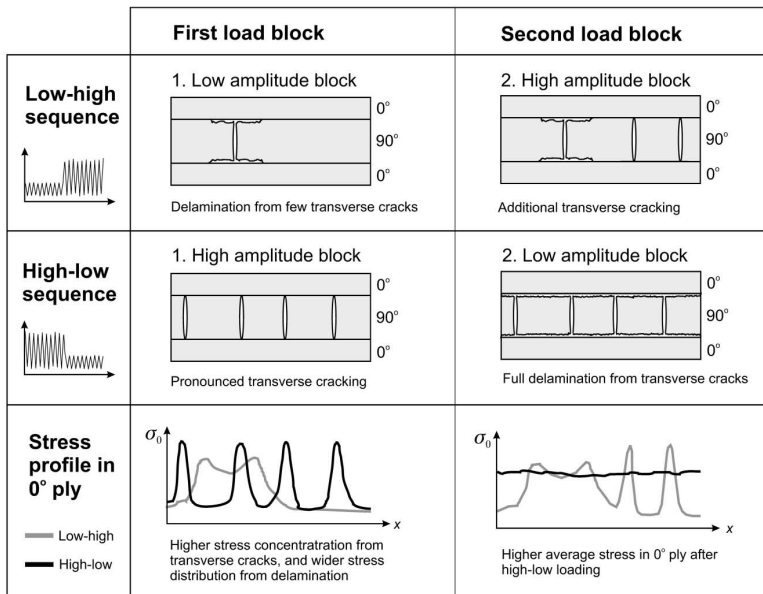 First load block
Second load block
Low-high
sequence
1. Low amplitude block
0°
90°
0°
Delamination from few transverse cracks
2. High amplitude block
0°
90°
0°
Additional transverse cracking
High-low
sequence
1. High amplitude block
0°
90°
0°
Pronounced transverse cracking
2. Low amplitude block
0°
90°
0°
Full delamination from transverse cracks
Stress
profile in
0° ply
Low-high
High-low
σ₀
x
Higher stress concentratration from
transverse cracks, and wider stress
distribution from delamination
σ₀
x
Higher average stress in 0° ply after
high-low loading